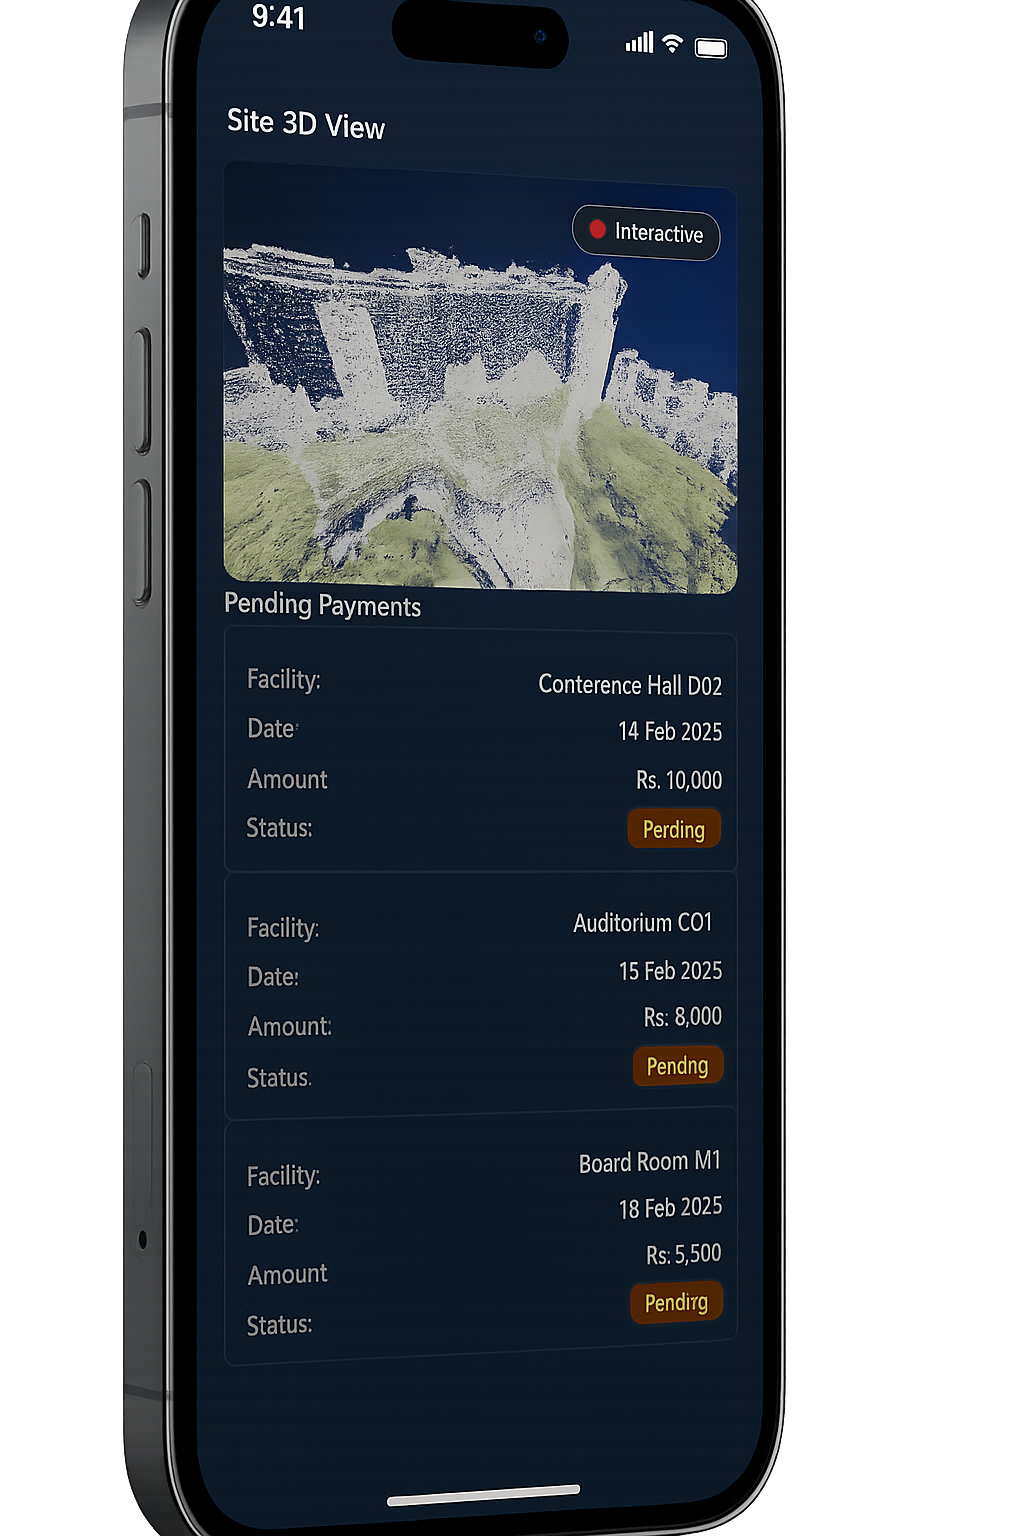 9:41
Site 3D View
Interactive
Pending Payments
Facility: Conterence Hall D02
Date: 14 Feb 2025
Amount Rs. 10,000
Status: Perding
Facility: Auditorium CO1
Date: 15 Feb 2025
Amount: Rs: 8,000
Status. Pendng
Facility: Board Room M1
Date: 18 Feb 2025
Amount Rs: 5,500
Status: Pendirg